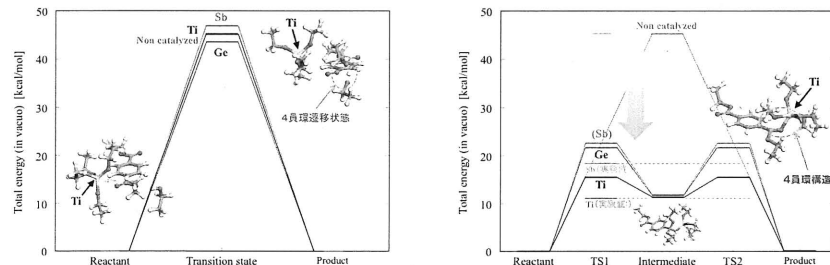 Total energy (in vacuo) [kcal/mol]
50
40
30
20
10
0
Sb
Ti
Non catalyzed
Ge
Ti
4員環遷移状態
Ti
Reactant
Transition state
Product
Total energy (in vacuo) [kcal/mol]
50
40
30
20
10
0
Non catalyzed
(Sb)
Ge
Ti
Ti(実験値)
Ti
4員環構造
Reactant
TS1
Intermediate
TS2
Product